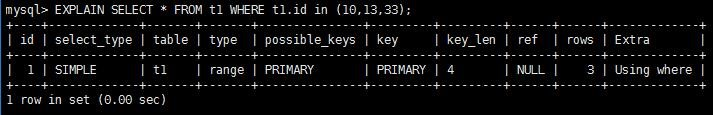 mysql> EXPLAIN SELECT * FROM t1 WHERE t1.id in (10,13,33);
+----+-------------+-------+-------+---------------+---------+---------+------+------+-------------+
| id | select_type | table | type | possible_keys | key | key_len | ref | rows | Extra |
+----+-------------+-------+-------+---------------+---------+---------+------+------+-------------+
| 1 | SIMPLE | t1 | range | PRIMARY | PRIMARY | 4 | NULL | 3 | Using where |
+----+-------------+-------+-------+---------------+---------+---------+------+------+-------------+
1 row in set (0.00 sec)